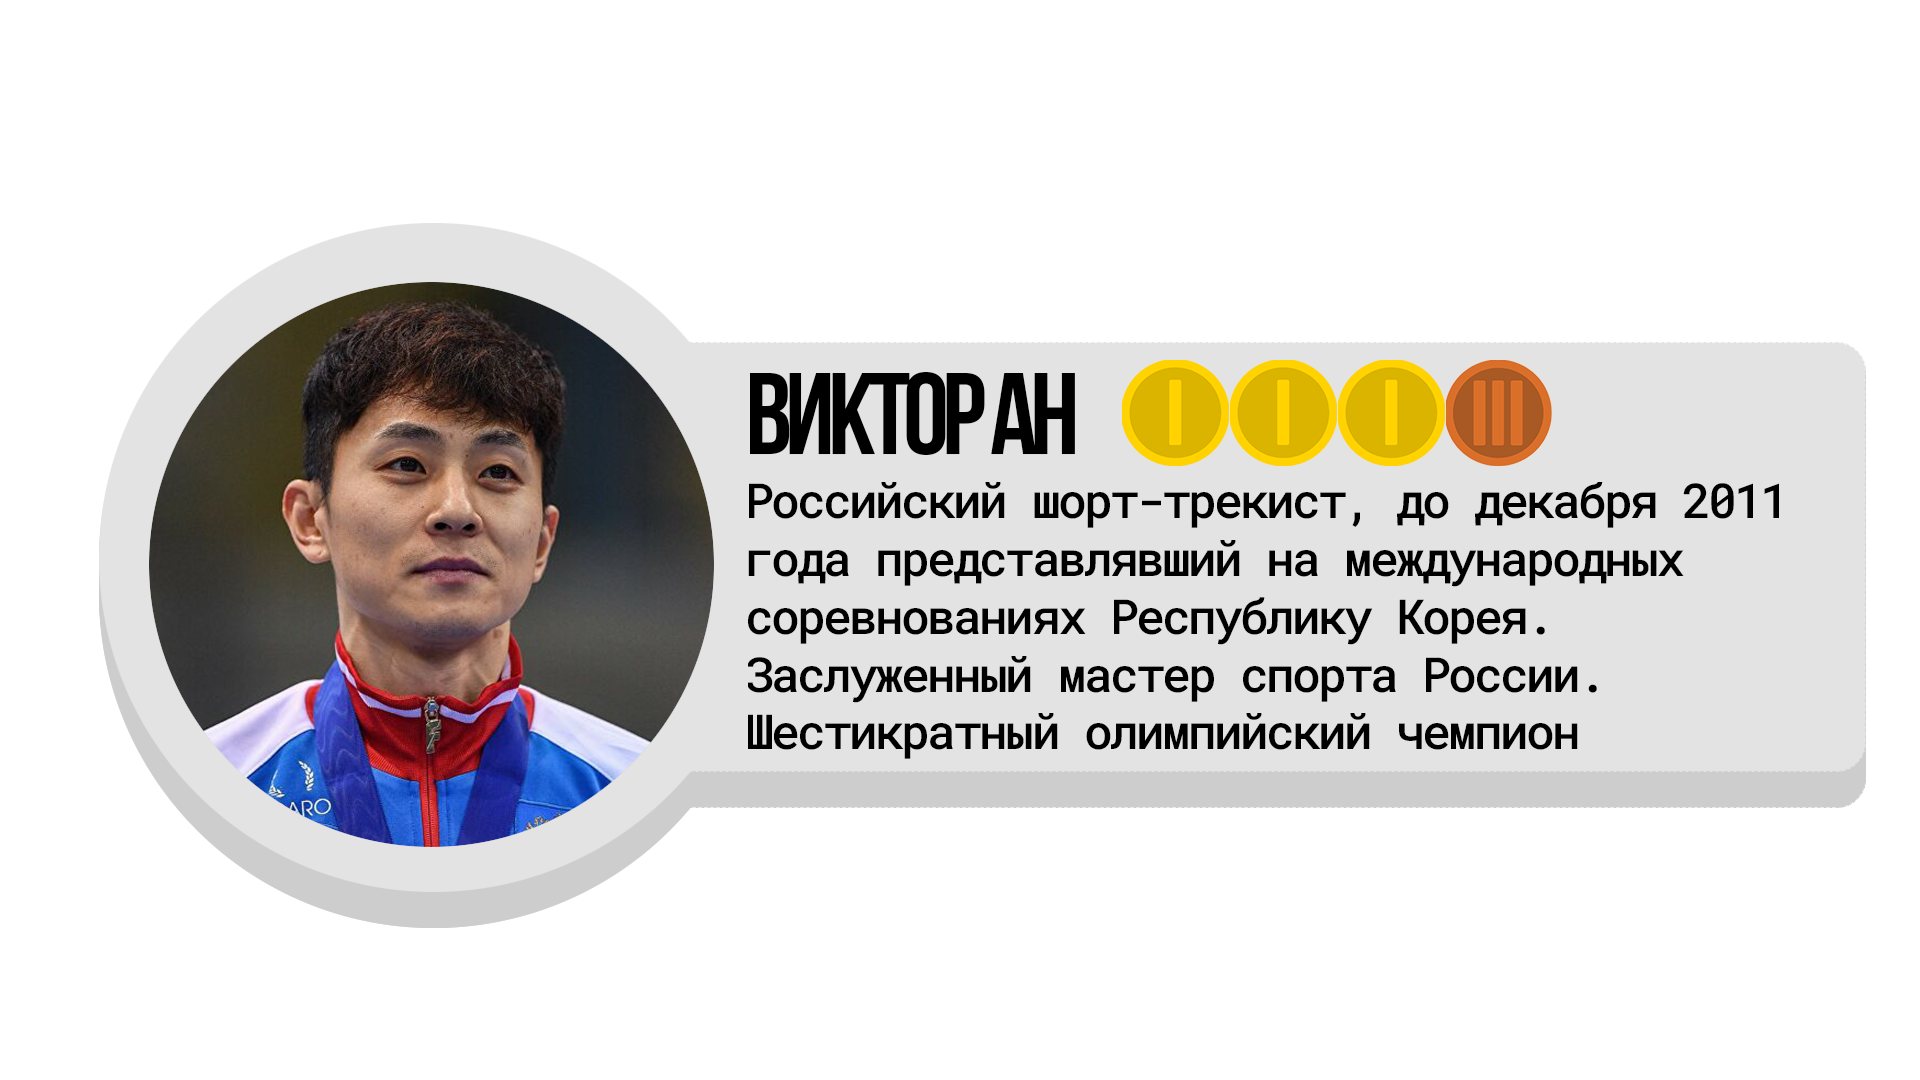 ВИКТОР АН
Российский шорт-трекист, до декабря 2011
года представлявший на международных
соревнованиях Республику Корея.
Заслуженный мастер спорта России.
Шестикратный олимпийский чемпион
ARO